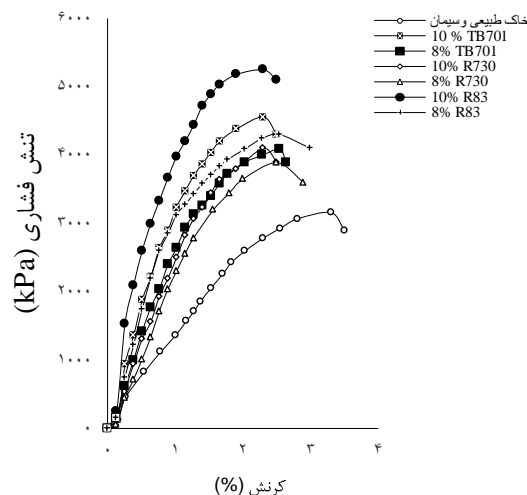 ۶۰۰۰
۵۰۰۰
۴۰۰۰
۳۰۰۰
۲۰۰۰
۱۰۰۰
۰
تنش فشاری (kPa)
۰ ۱ ۲ ۳ ۴
کرنش (%)
خاک طبیعی وسیمان
10 % TB701
8% TB701
10% R730
8% R730
10% R83
8% R83